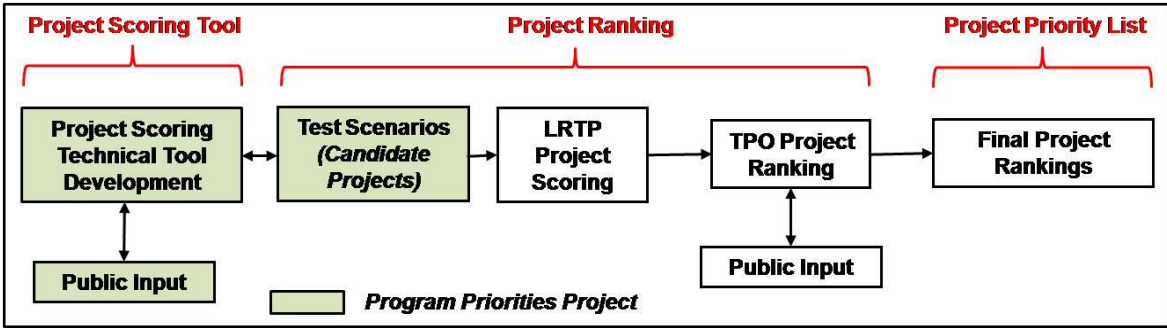 Project Scoring Tool
Project Ranking
Project Priority List
Project Scoring
Technical Tool
Development
Test Scenarios
(Candidate
Projects)
LRTP
Project
Scoring
TPO Project
Ranking
Final Project
Rankings
Public Input
Public Input
Program Priorities Project